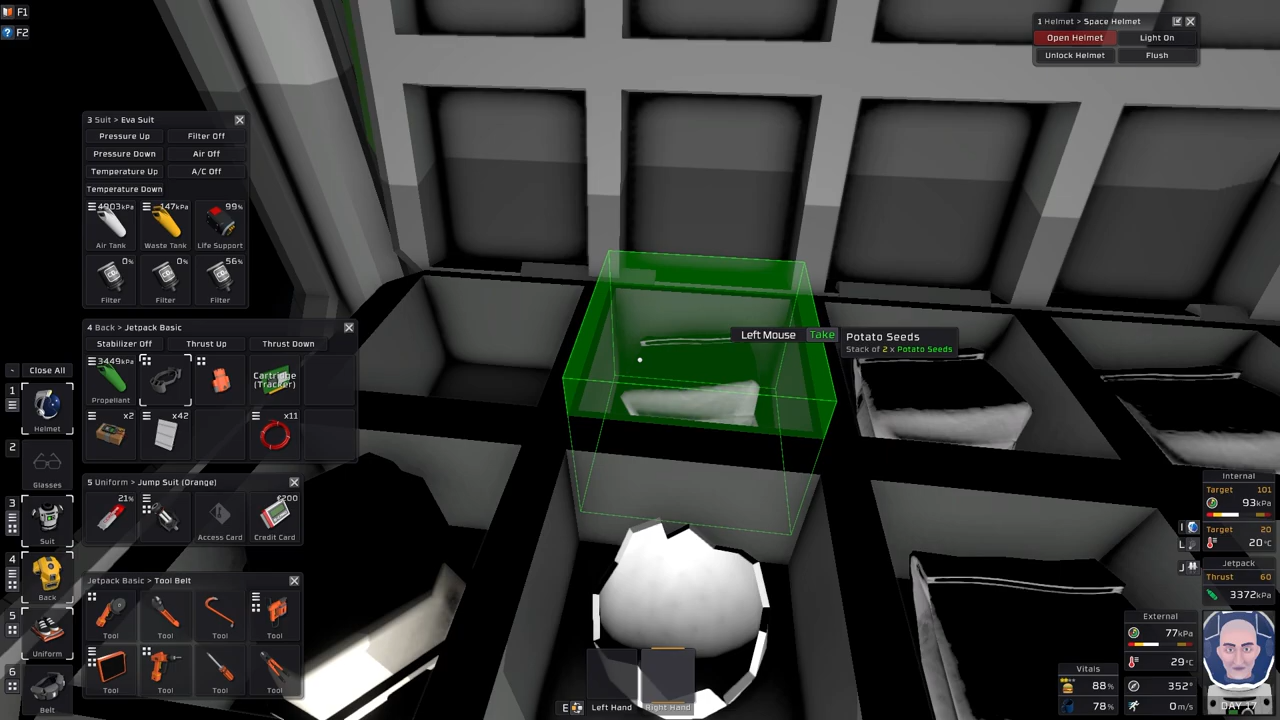 F1
? F2
1 Helmet > Space Helmet
Open Helmet Light On
Unlock Helmet Flush
3 Suit > Eva Suit
Pressure Up Filter Off
Pressure Down Air Off
Temperature Up A/C Off
Temperature Down
4903kPa 147kPa 99%
Air Tank Waste Tank Life Support
0% 0% 56%
Filter Filter Filter
4 Back > Jetpack Basic
Stabilizer Off Thrust Up Thrust Down
3449kPa
Cartridge
(Tracker)
Propellant
x2 x42 x11
5 Uniform > Jump Suit (Orange)
21% €200
Access Card Credit Card
Jetpack Basic > Tool Belt
Tool Tool Tool Tool
Tool Tool Tool Tool
~ Close All
1
Helmet
2
Glasses
3
Suit
4
Back
5
Uniform
6
Belt
Left Mouse Take Potato Seeds
Stack of 2 x Potato Seeds
E Left Hand Right Hand
Internal
Target 101
93kPa
Target 20
20°C
Jetpack
Thrust 60
3372kPa
I
L
J
External
77kPa
29°C
352°
0m/s
Vitals
88%
78%
DAY 17